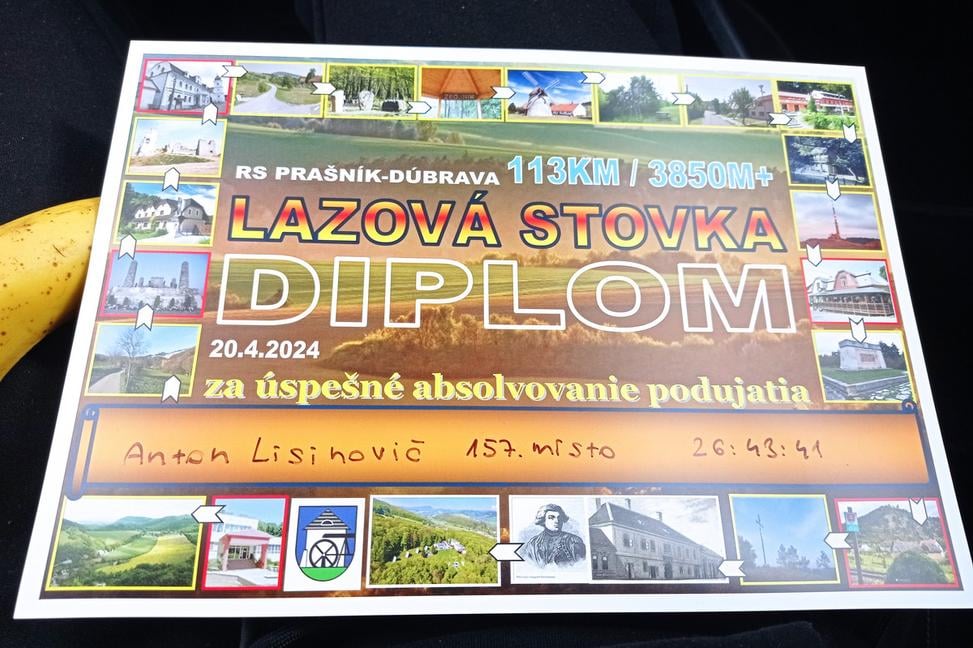 RS PRAŠNÍK-DÚBRAVA 113KM / 3850M+
LAZOVÁ STOVKA
DIPLOM
20.4.2024
za úspešné absolvovanie podujatia
Anton Lisinovič 157. místo 26:43:41